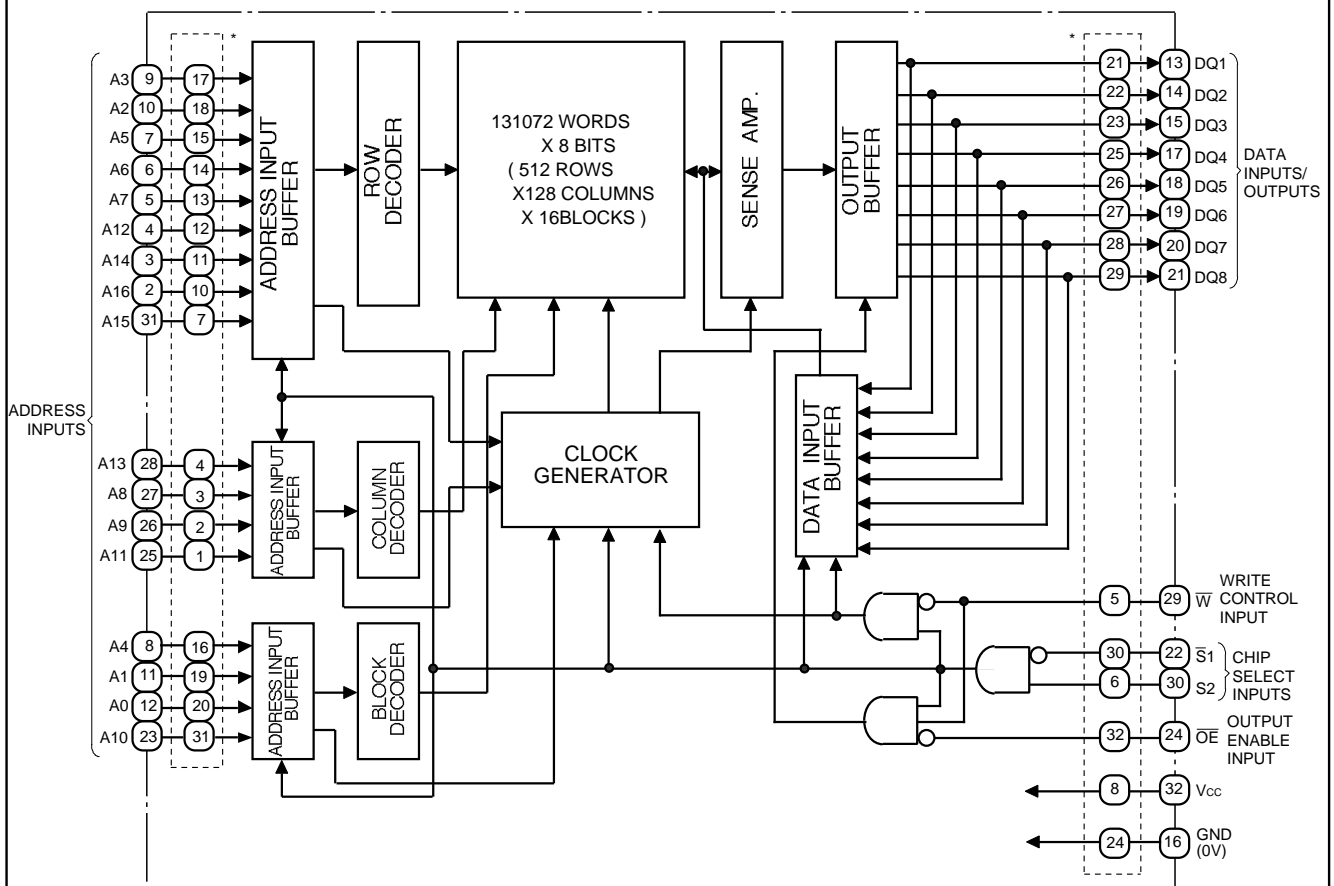 *
*
A3 9 17
A2 10 18
A5 7 15
A6 6 14
A7 5 13
A12 4 12
A14 3 11
A16 2 10
A15 31 7
ADDRESS
INPUTS
A13 28 4
A8 27 3
A9 26 2
A11 25 1
A4 8 16
A1 11 19
A0 12 20
A10 23 31
ADDRESS INPUT
BUFFER
ROW
DECODER
131072 WORDS
X 8 BITS
( 512 ROWS
X128 COLUMNS
X 16BLOCKS )
SENSE AMP.
OUTPUT
BUFFER
21 13 DQ1
22 14 DQ2
23 15 DQ3
25 17 DQ4
26 18 DQ5
27 19 DQ6
28 20 DQ7
29 21 DQ8
DATA
INPUTS/
OUTPUTS
ADDRESS INPUT
BUFFER
COLUMN
DECODER
CLOCK
GENERATOR
DATA INPUT
BUFFER
ADDRESS INPUT
BUFFER
BLOCK
DECODER
5 29 W̅
WRITE
CONTROL
INPUT
30 22 S̅1
6 30 S2
CHIP
SELECT
INPUTS
32 24 O̅E̅
OUTPUT
ENABLE
INPUT
8 32 Vcc
24 16 GND
(0V)